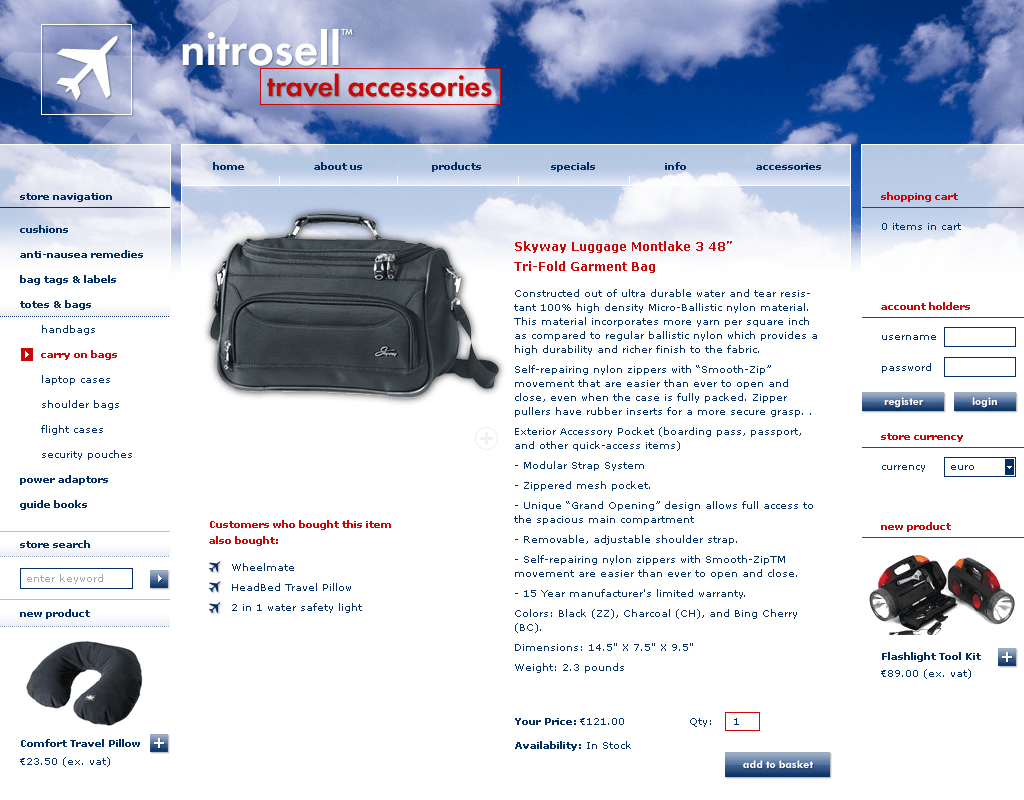 nitrosell™
travel accessories
home about us products specials info accessories
store navigation
cushions
anti-nausea remedies
bag tags & labels
totes & bags
handbags
carry on bags
laptop cases
shoulder bags
flight cases
security pouches
power adaptors
guide books
store search
enter keyword
new product
Comfort Travel Pillow
€23.50 (ex. vat)
Customers who bought this item
also bought:
Wheelmate
HeadBed Travel Pillow
2 in 1 water safety light
Skyway Luggage Montlake 3 48”
Tri-Fold Garment Bag
Constructed out of ultra durable water and tear resis-
tant 100% high density Micro-Ballistic nylon material.
This material incorporates more yarn per square inch
as compared to regular ballistic nylon which provides a
high durability and richer finish to the fabric.
Self-repairing nylon zippers with “Smooth-Zip”
movement that are easier than ever to open and
close, even when the case is fully packed. Zipper
pullers have rubber inserts for a more secure grasp. .
Exterior Accessory Pocket (boarding pass, passport,
and other quick-access items)
- Modular Strap System
- Zippered mesh pocket.
- Unique “Grand Opening” design allows full access to
the spacious main compartment
- Removable, adjustable shoulder strap.
- Self-repairing nylon zippers with Smooth-ZipTM
movement are easier than ever to open and close.
- 15 Year manufacturer's limited warranty.
Colors: Black (ZZ), Charcoal (CH), and Bing Cherry
(BC).
Dimensions: 14.5" X 7.5" X 9.5"
Weight: 2.3 pounds
Your Price: €121.00 Qty: 1
Availability: In Stock
add to basket
shopping cart
0 items in cart
account holders
username
password
register login
store currency
currency euro
new product
Flashlight Tool Kit
€89.00 (ex. vat)